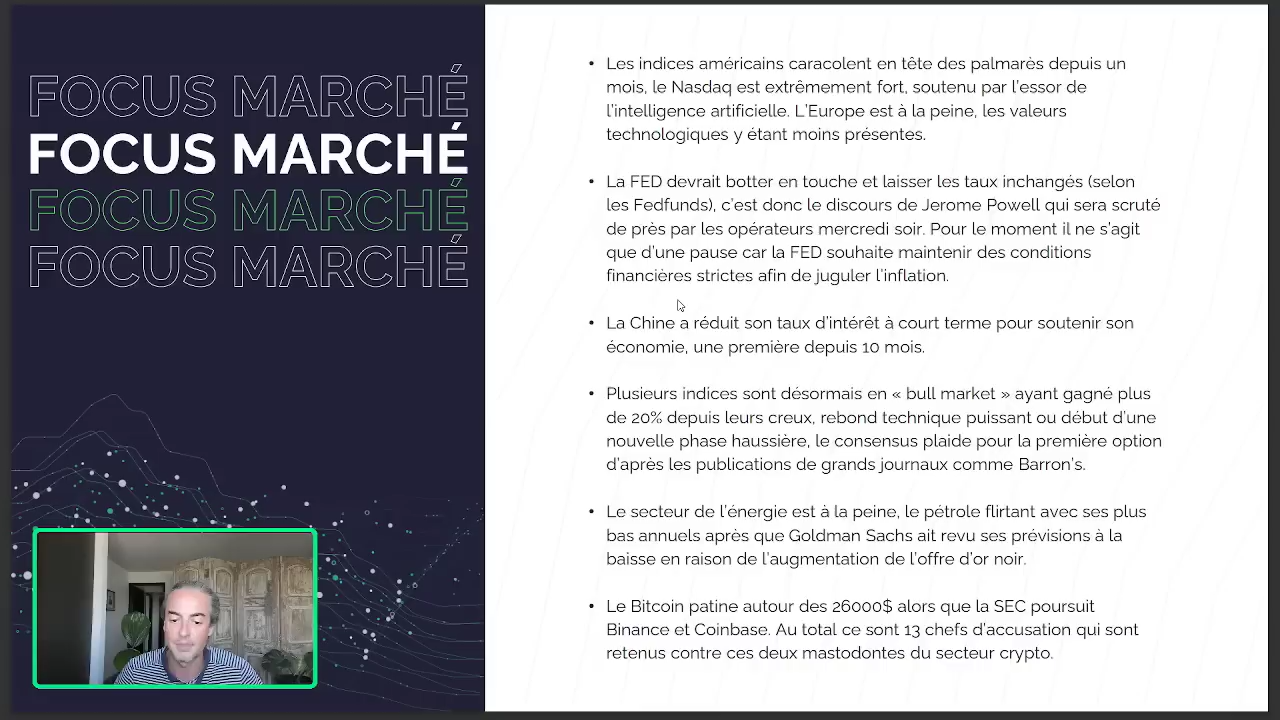 FOCUS MARCHÉ
FOCUS MARCHÉ
FOCUS MARCHÉ
FOCUS MARCHÉ
• Les indices américains caracolent en tête des palmarès depuis un
mois, le Nasdaq est extrêmement fort, soutenu par l'essor de
l'intelligence artificielle. L'Europe est à la peine, les valeurs
technologiques y étant moins présentes.
• La FED devrait botter en touche et laisser les taux inchangés (selon
les Fedfunds), c'est donc le discours de Jerome Powell qui sera scruté
de près par les opérateurs mercredi soir. Pour le moment il ne s'agit
que d'une pause car la FED souhaite maintenir des conditions
financières strictes afin de juguler l'inflation.
• La Chine a réduit son taux d'intérêt à court terme pour soutenir son
économie, une première depuis 10 mois.
• Plusieurs indices sont désormais en « bull market » ayant gagné plus
de 20% depuis leurs creux, rebond technique puissant ou début d'une
nouvelle phase haussière, le consensus plaide pour la première option
d'après les publications de grands journaux comme Barron's.
• Le secteur de l'énergie est à la peine, le pétrole flirtant avec ses plus
bas annuels après que Goldman Sachs ait revu ses prévisions à la
baisse en raison de l'augmentation de l'offre d'or noir.
• Le Bitcoin patine autour des 26000$ alors que la SEC poursuit
Binance et Coinbase. Au total ce sont 13 chefs d'accusation qui sont
retenus contre ces deux mastodontes du secteur crypto.